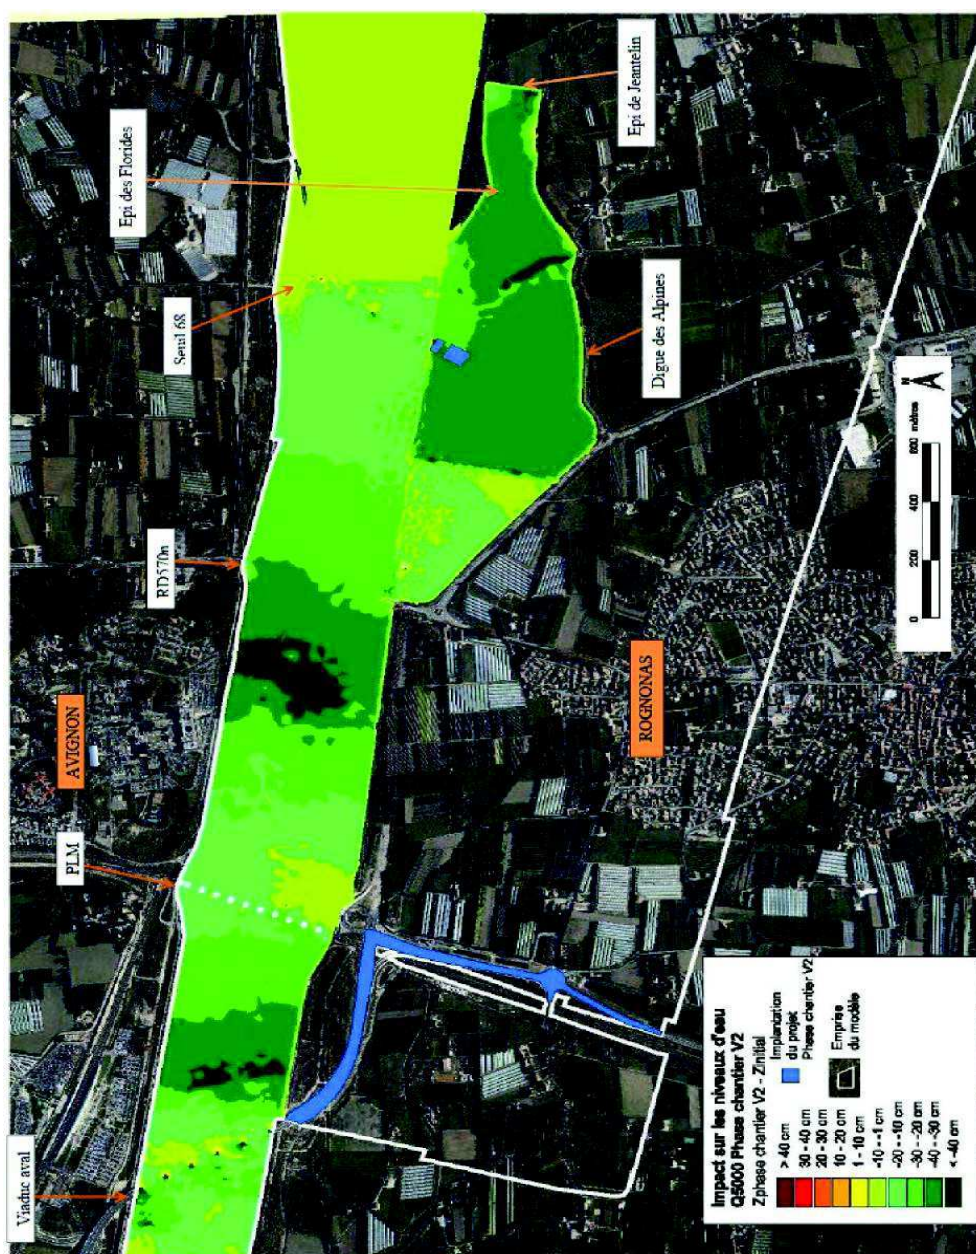 Viaduc aval
PLM
AVIGNON
RD570n
Seuil 68
Epi des Florides
Epi de Jeantelin
Digue des Alpines
ROGNONAS
Impact sur les niveaux d'eau
Q5000 Phase chantier V2
Zphase chantier V2 - Zinitial
> 40 cm
30 - 40 cm
20 - 30 cm
10 - 20 cm
1 - 10 cm
-10 - -1 cm
-20 - -10 cm
-30 - -20 cm
-40 - -30 cm
< -40 cm
Implantation
du projet
Phase chantier V2
Emprise
du modèle
0 200 400 600 mètres
N